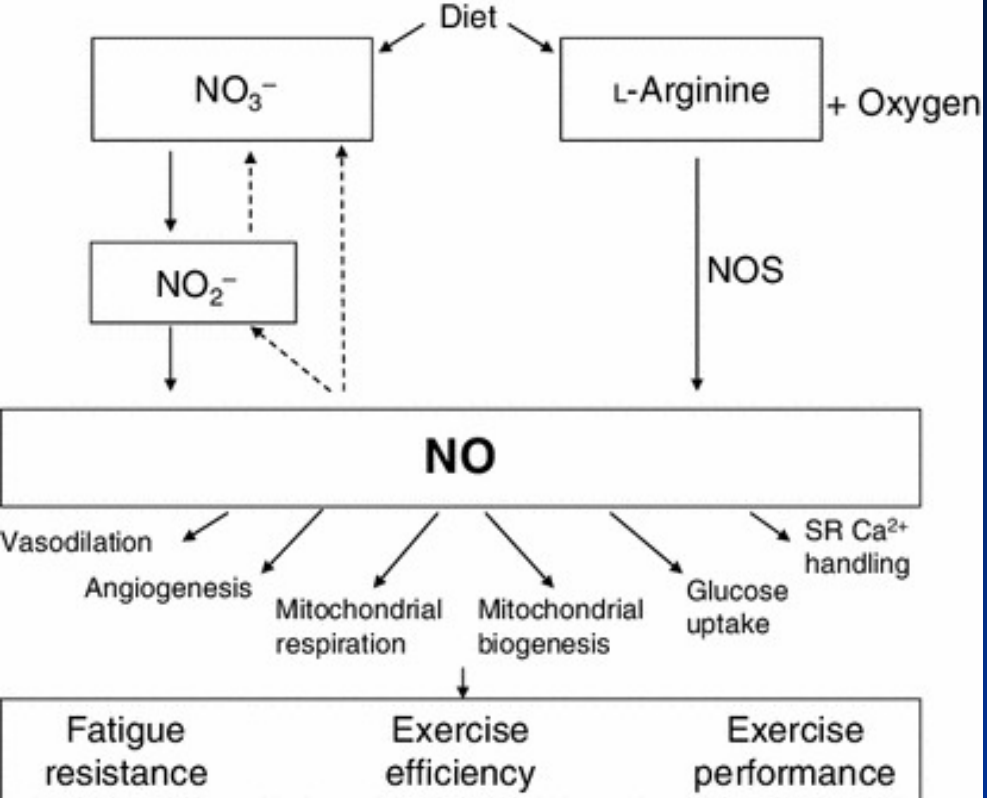 Diet
NO₃⁻
L-Arginine
+ Oxygen
NO₂⁻
NOS
NO
Vasodilation
Angiogenesis
Mitochondrial
respiration
Mitochondrial
biogenesis
Glucose
uptake
SR Ca²⁺
handling
Fatigue
resistance
Exercise
efficiency
Exercise
performance